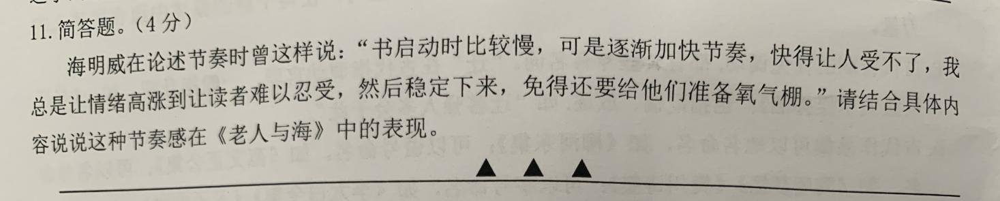 11.简答题。(4分)
海明威在论述节奏时曾这样说：“书启动时比较慢，可是逐渐加快节奏，快得让人受不了，我
总是让情绪高涨到让读者难以忍受，然后稳定下来，免得还要给他们准备氧气棚。”请结合具体内
容说说这种节奏感在《老人与海》中的表现。
▲ ▲ ▲